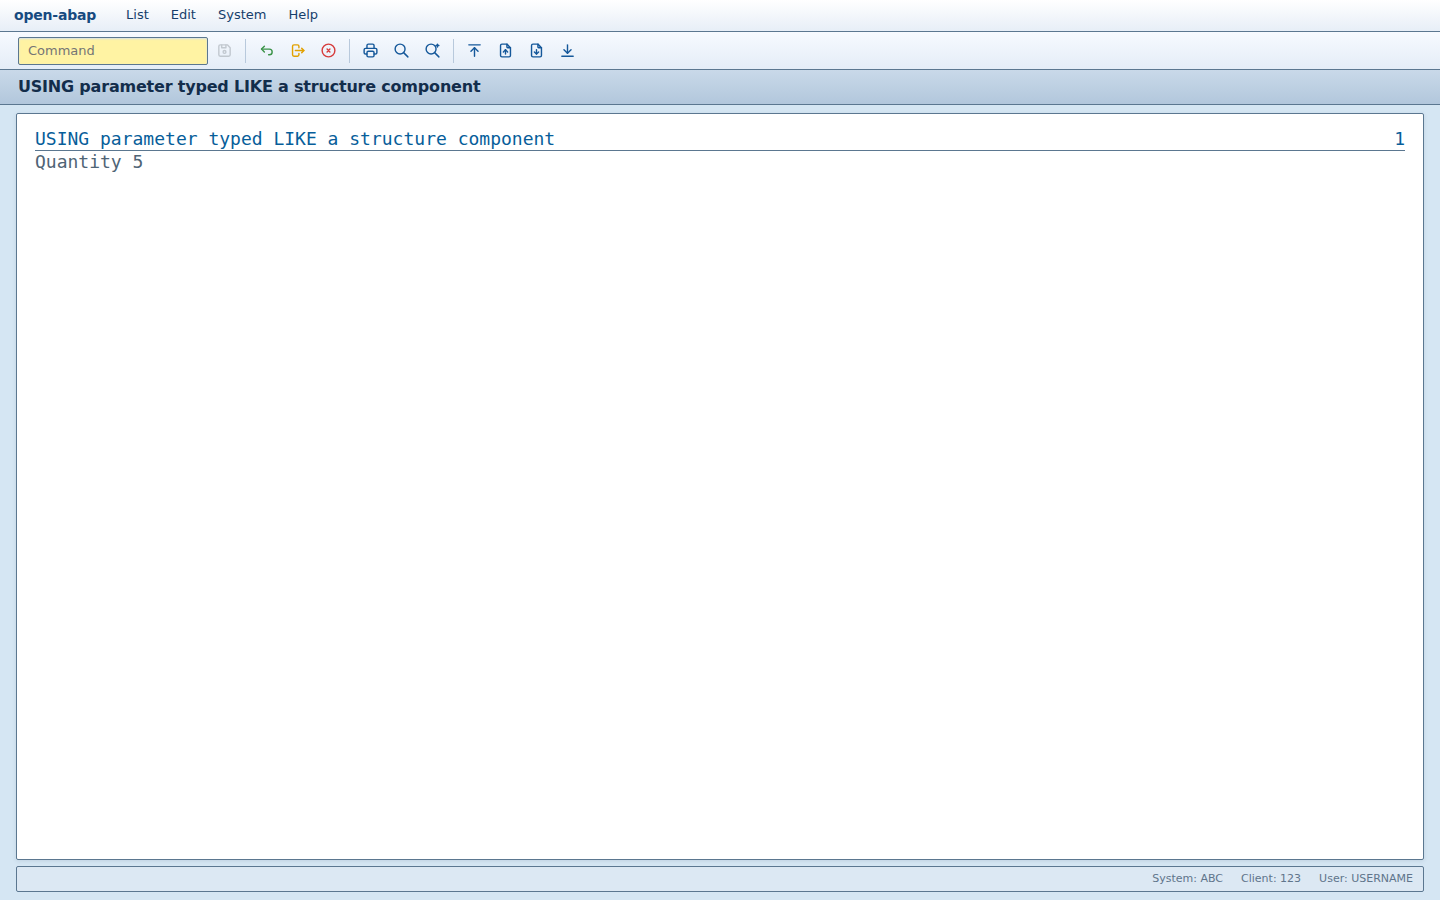 open-abap List Edit System Help
Command
USING parameter typed LIKE a structure component
USING parameter typed LIKE a structure component 1
Quantity 5
System: ABC Client: 123 User: USERNAME